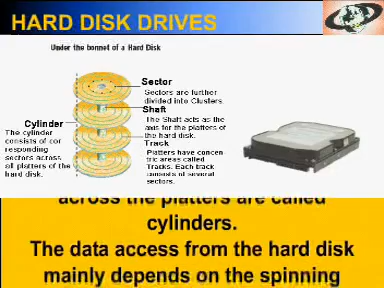 HARD DISK DRIVES
Under the bonnet of a Hard Disk
Sector
Sectors are further
divided into Clusters.
Shaft
The Shaft acts as the
axis for the platters of
the hard disk.
Cylinder
The cylinder
consists of cor
responding
sectors across
all platters of the
hard disk.
Track
Platters have concen-
tric areas called
Tracks. Each track
consists of several
sectors.
across the platters are called
cylinders.
The data access from the hard disk
mainly depends on the spinning